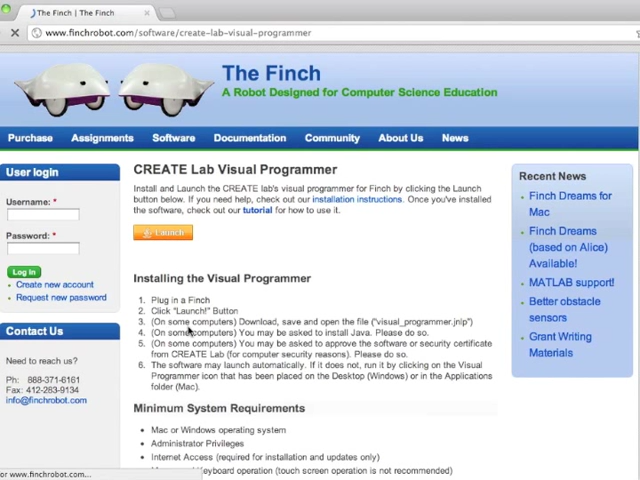 The Finch | The Finch
www.finchrobot.com/software/create-lab-visual-programmer
The Finch
A Robot Designed for Computer Science Education
Purchase Assignments Software Documentation Community About Us News
User login
Username: *
Password: *
Log in
Create new account
Request new password
Contact Us
Need to reach us?
Ph: 888-371-6161
Fax: 412-283-9134
info@finchrobot.com
CREATE Lab Visual Programmer
Install and Launch the CREATE lab's visual programmer for Finch by clicking the Launch
button below. If you need help, check out our installation instructions. Once you've installed
the software, check out our tutorial for how to use it.
Launch
Installing the Visual Programmer
1. Plug in a Finch
2. Click "Launch!" Button
3. (On some computers) Download, save and open the file ("visual_programmer.jnlp")
4. (On some computers) You may be asked to install Java. Please do so.
5. (On some computers) You may be asked to approve the software or security certificate
from CREATE Lab (for computer security reasons). Please do so.
6. The software may launch automatically. If it does not, run it by clicking on the Visual
Programmer icon that has been placed on the Desktop (Windows) or in the Applications
folder (Mac).
Minimum System Requirements
Mac or Windows operating system
Administrator Privileges
Internet Access (required for installation and updates only)
Keyboard operation (touch screen operation is not recommended)
Recent News
Finch Dreams for
Mac
Finch Dreams
(based on Alice)
Available!
MATLAB support!
Better obstacle
sensors
Grant Writing
Materials
or www.finchrobot.com...